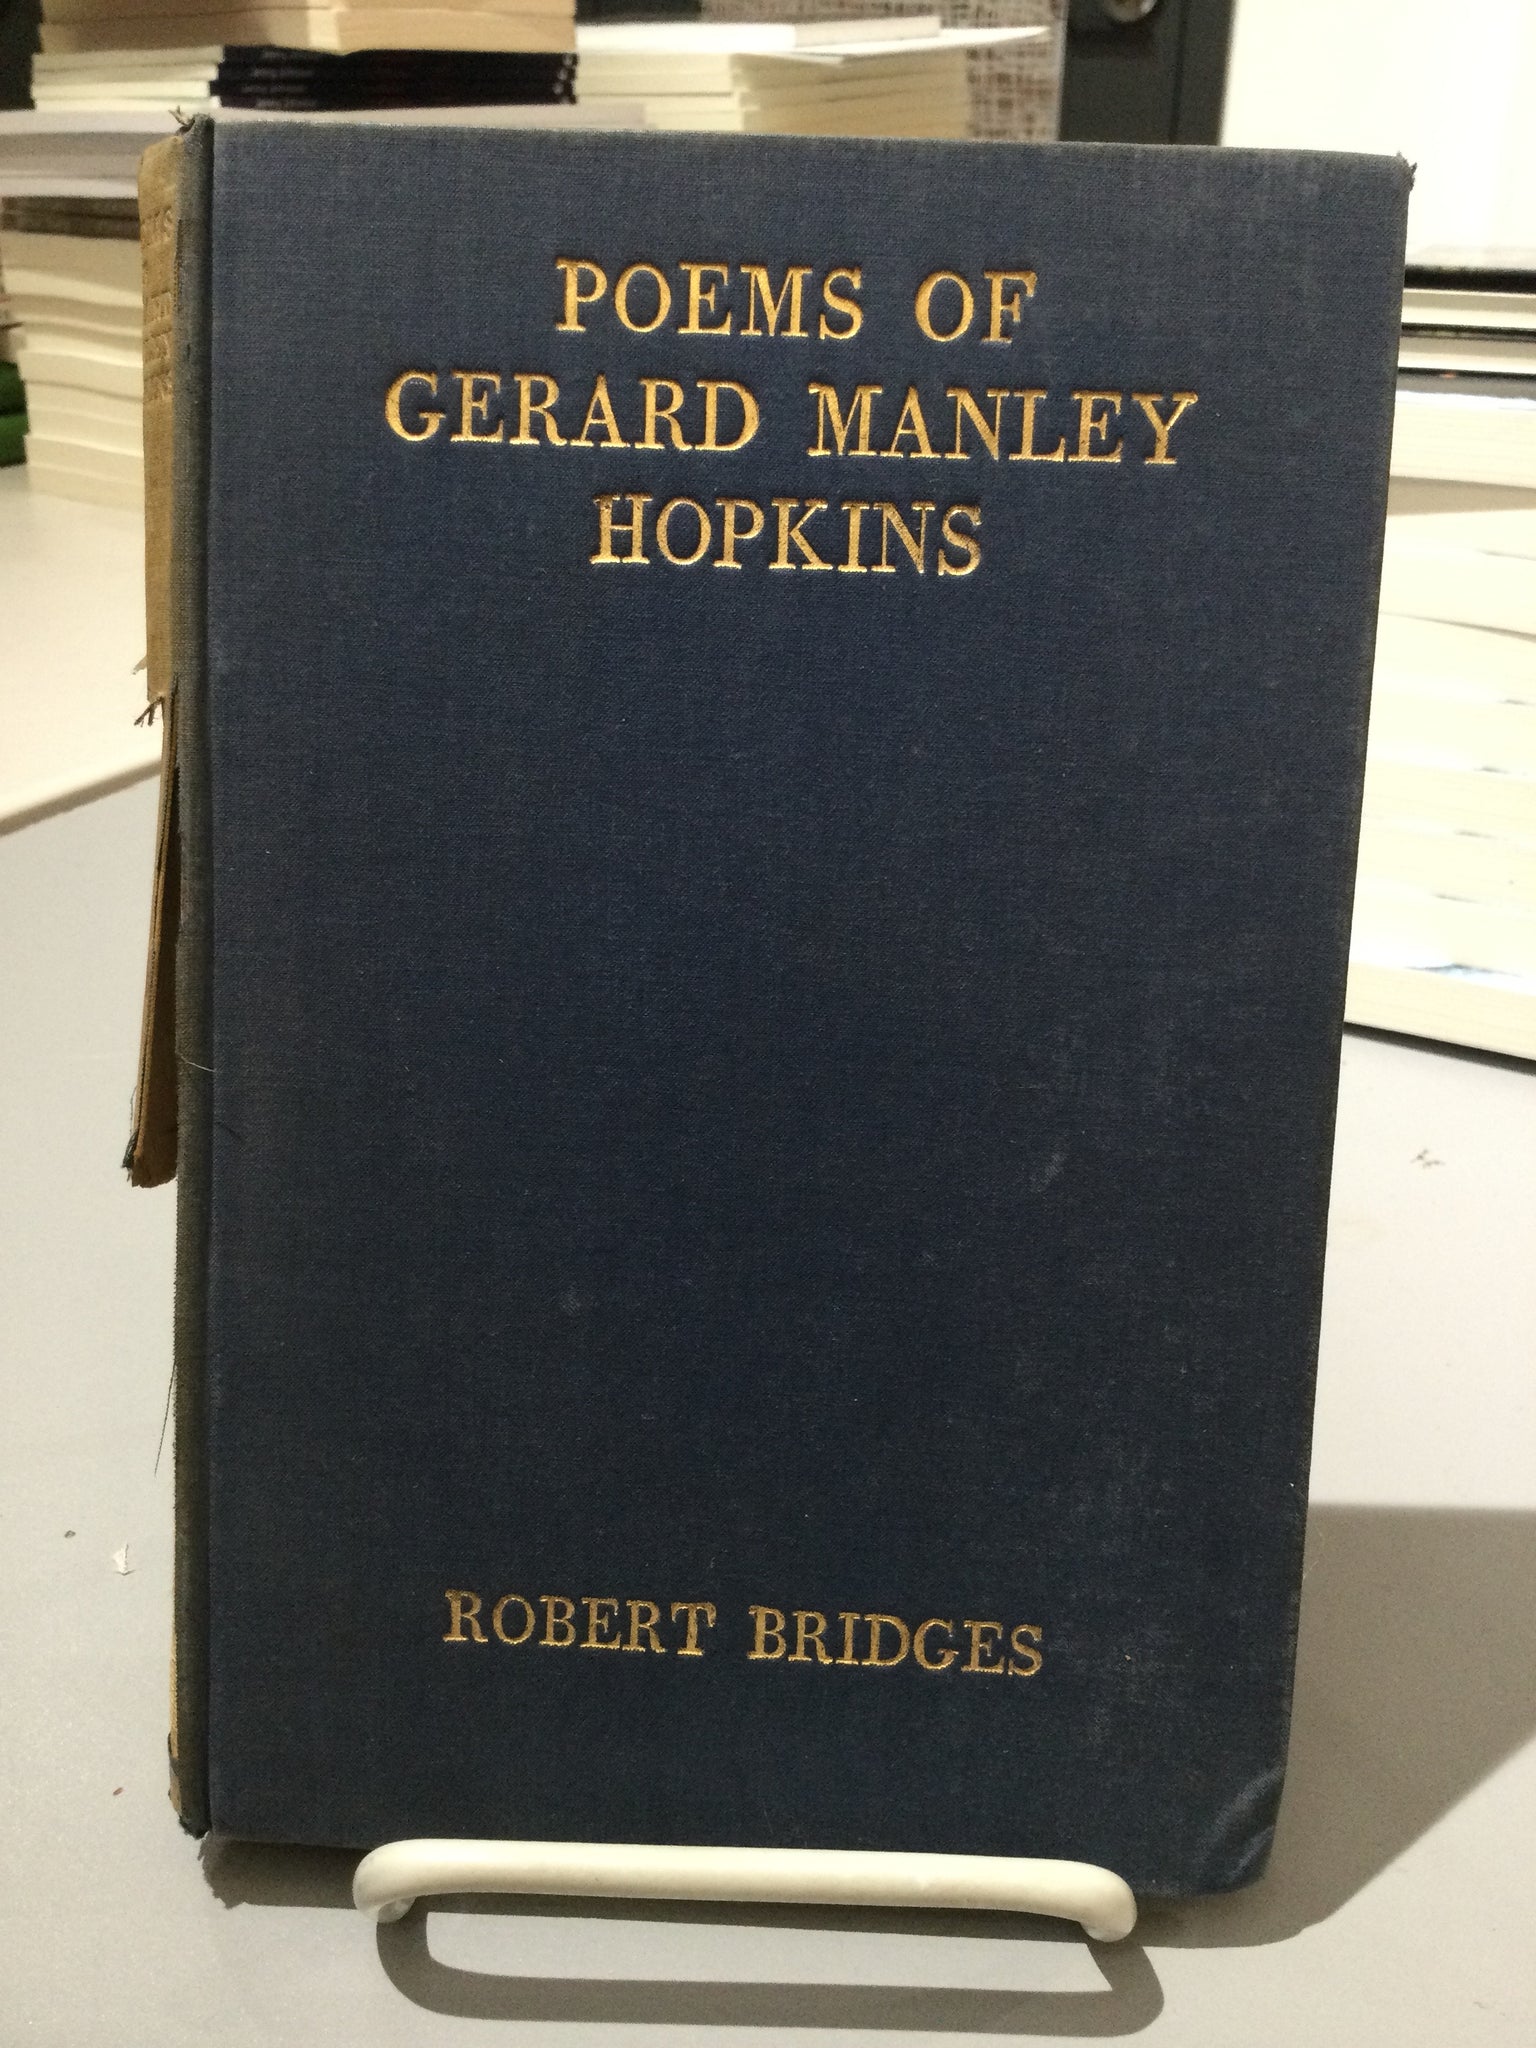 POEMS OF
GERARD MANLEY
HOPKINS
ROBERT BRIDGES